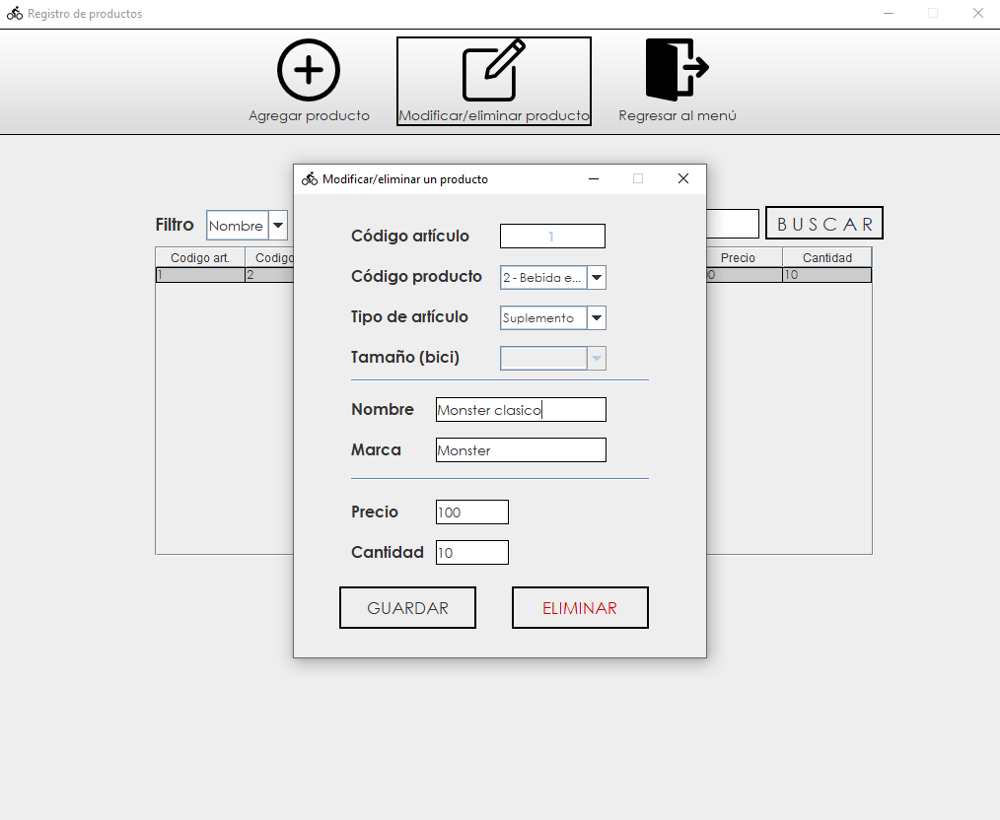 Registro de productos
Agregar producto
Modificar/eliminar producto
Regresar al menú
Modificar/eliminar un producto
Filtro
Nombre
BUSCAR
Codigo art.
Codigo
Precio
Cantidad
1
2
0
10
Código artículo
1
Código producto
2 - Bebida e...
Tipo de artículo
Suplemento
Tamaño (bici)
Nombre
Monster clasico
Marca
Monster
Precio
100
Cantidad
10
GUARDAR
ELIMINAR